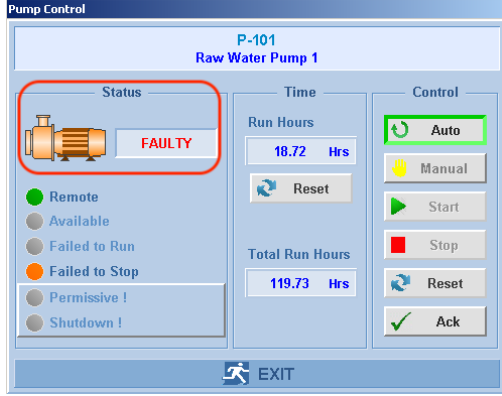 Pump Control
P-101
Raw Water Pump 1
Status
FAULTY
Remote
Available
Failed to Run
Failed to Stop
Permissive !
Shutdown !
Time
Run Hours
18.72 Hrs
Reset
Total Run Hours
119.73 Hrs
Control
Auto
Manual
Start
Stop
Reset
Ack
EXIT